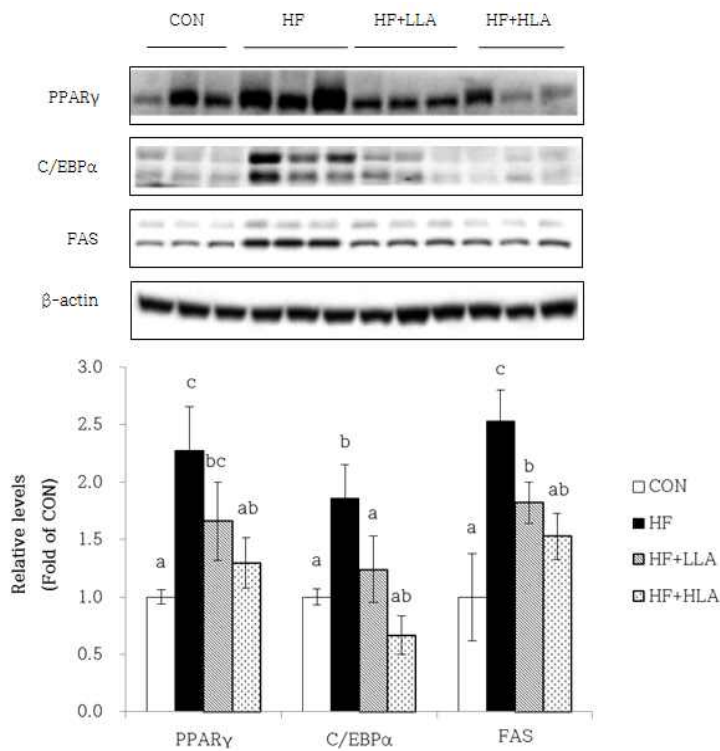 CON HF HF+LLA HF+HLA
PPARγ
C/EBPα
FAS
β-actin
Relative levels
(Fold of CON)
3.0
2.5
2.0
1.5
1.0
0.5
0.0
a c bc ab
a b a ab
a c b ab
PPARγ C/EBPα FAS
CON
HF
HF+LLA
HF+HLA